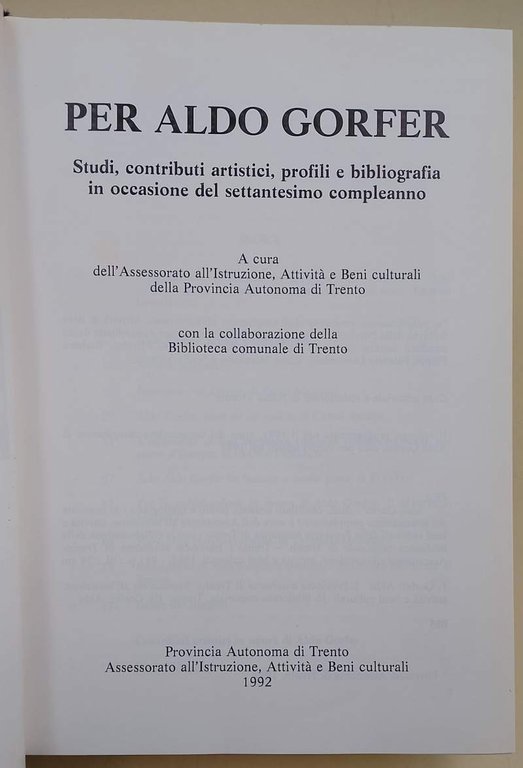 PER ALDO GORFER
Studi, contributi artistici, profili e bibliografia
in occasione del settantesimo compleanno
A cura
dell'Assessorato all'Istruzione, Attività e Beni culturali
della Provincia Autonoma di Trento
con la collaborazione della
Biblioteca comunale di Trento
Provincia Autonoma di Trento
Assessorato all'Istruzione, Attività e Beni culturali
1992